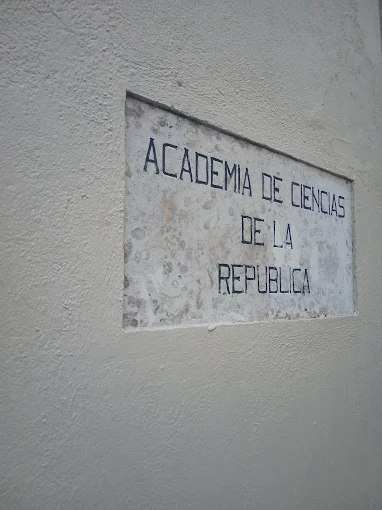 ACADEMIA DE CIENCIAS
DE LA
REPUBLICA